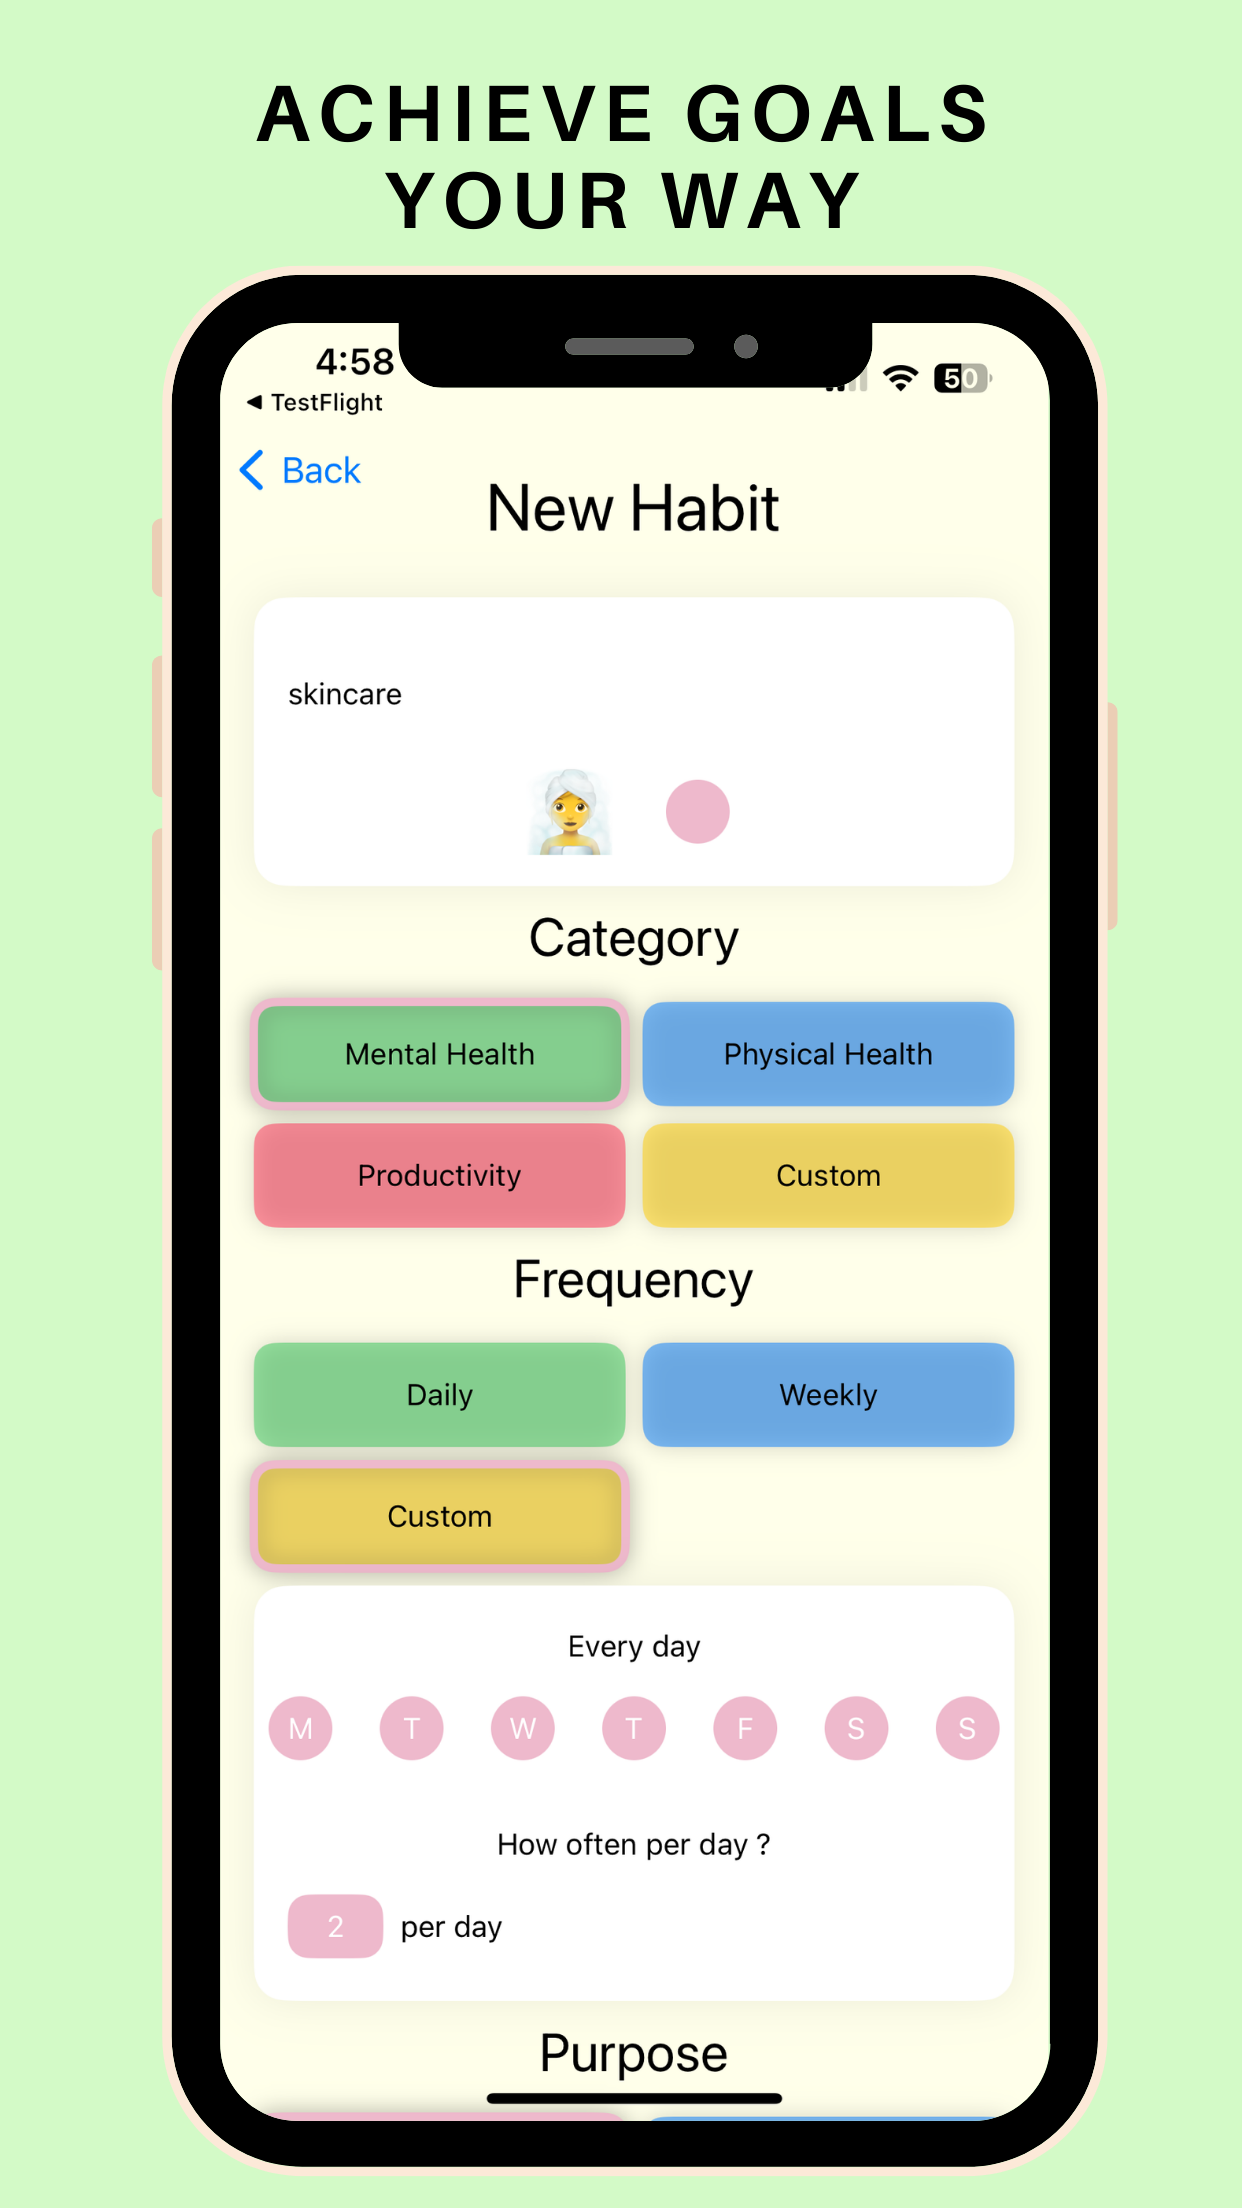 ACHIEVE GOALS
YOUR WAY
4:58
50
◀ TestFlight
Back
New Habit
skincare
Category
Mental Health
Physical Health
Productivity
Custom
Frequency
Daily
Weekly
Custom
Every day
M T W T F S S
How often per day ?
2 per day
Purpose